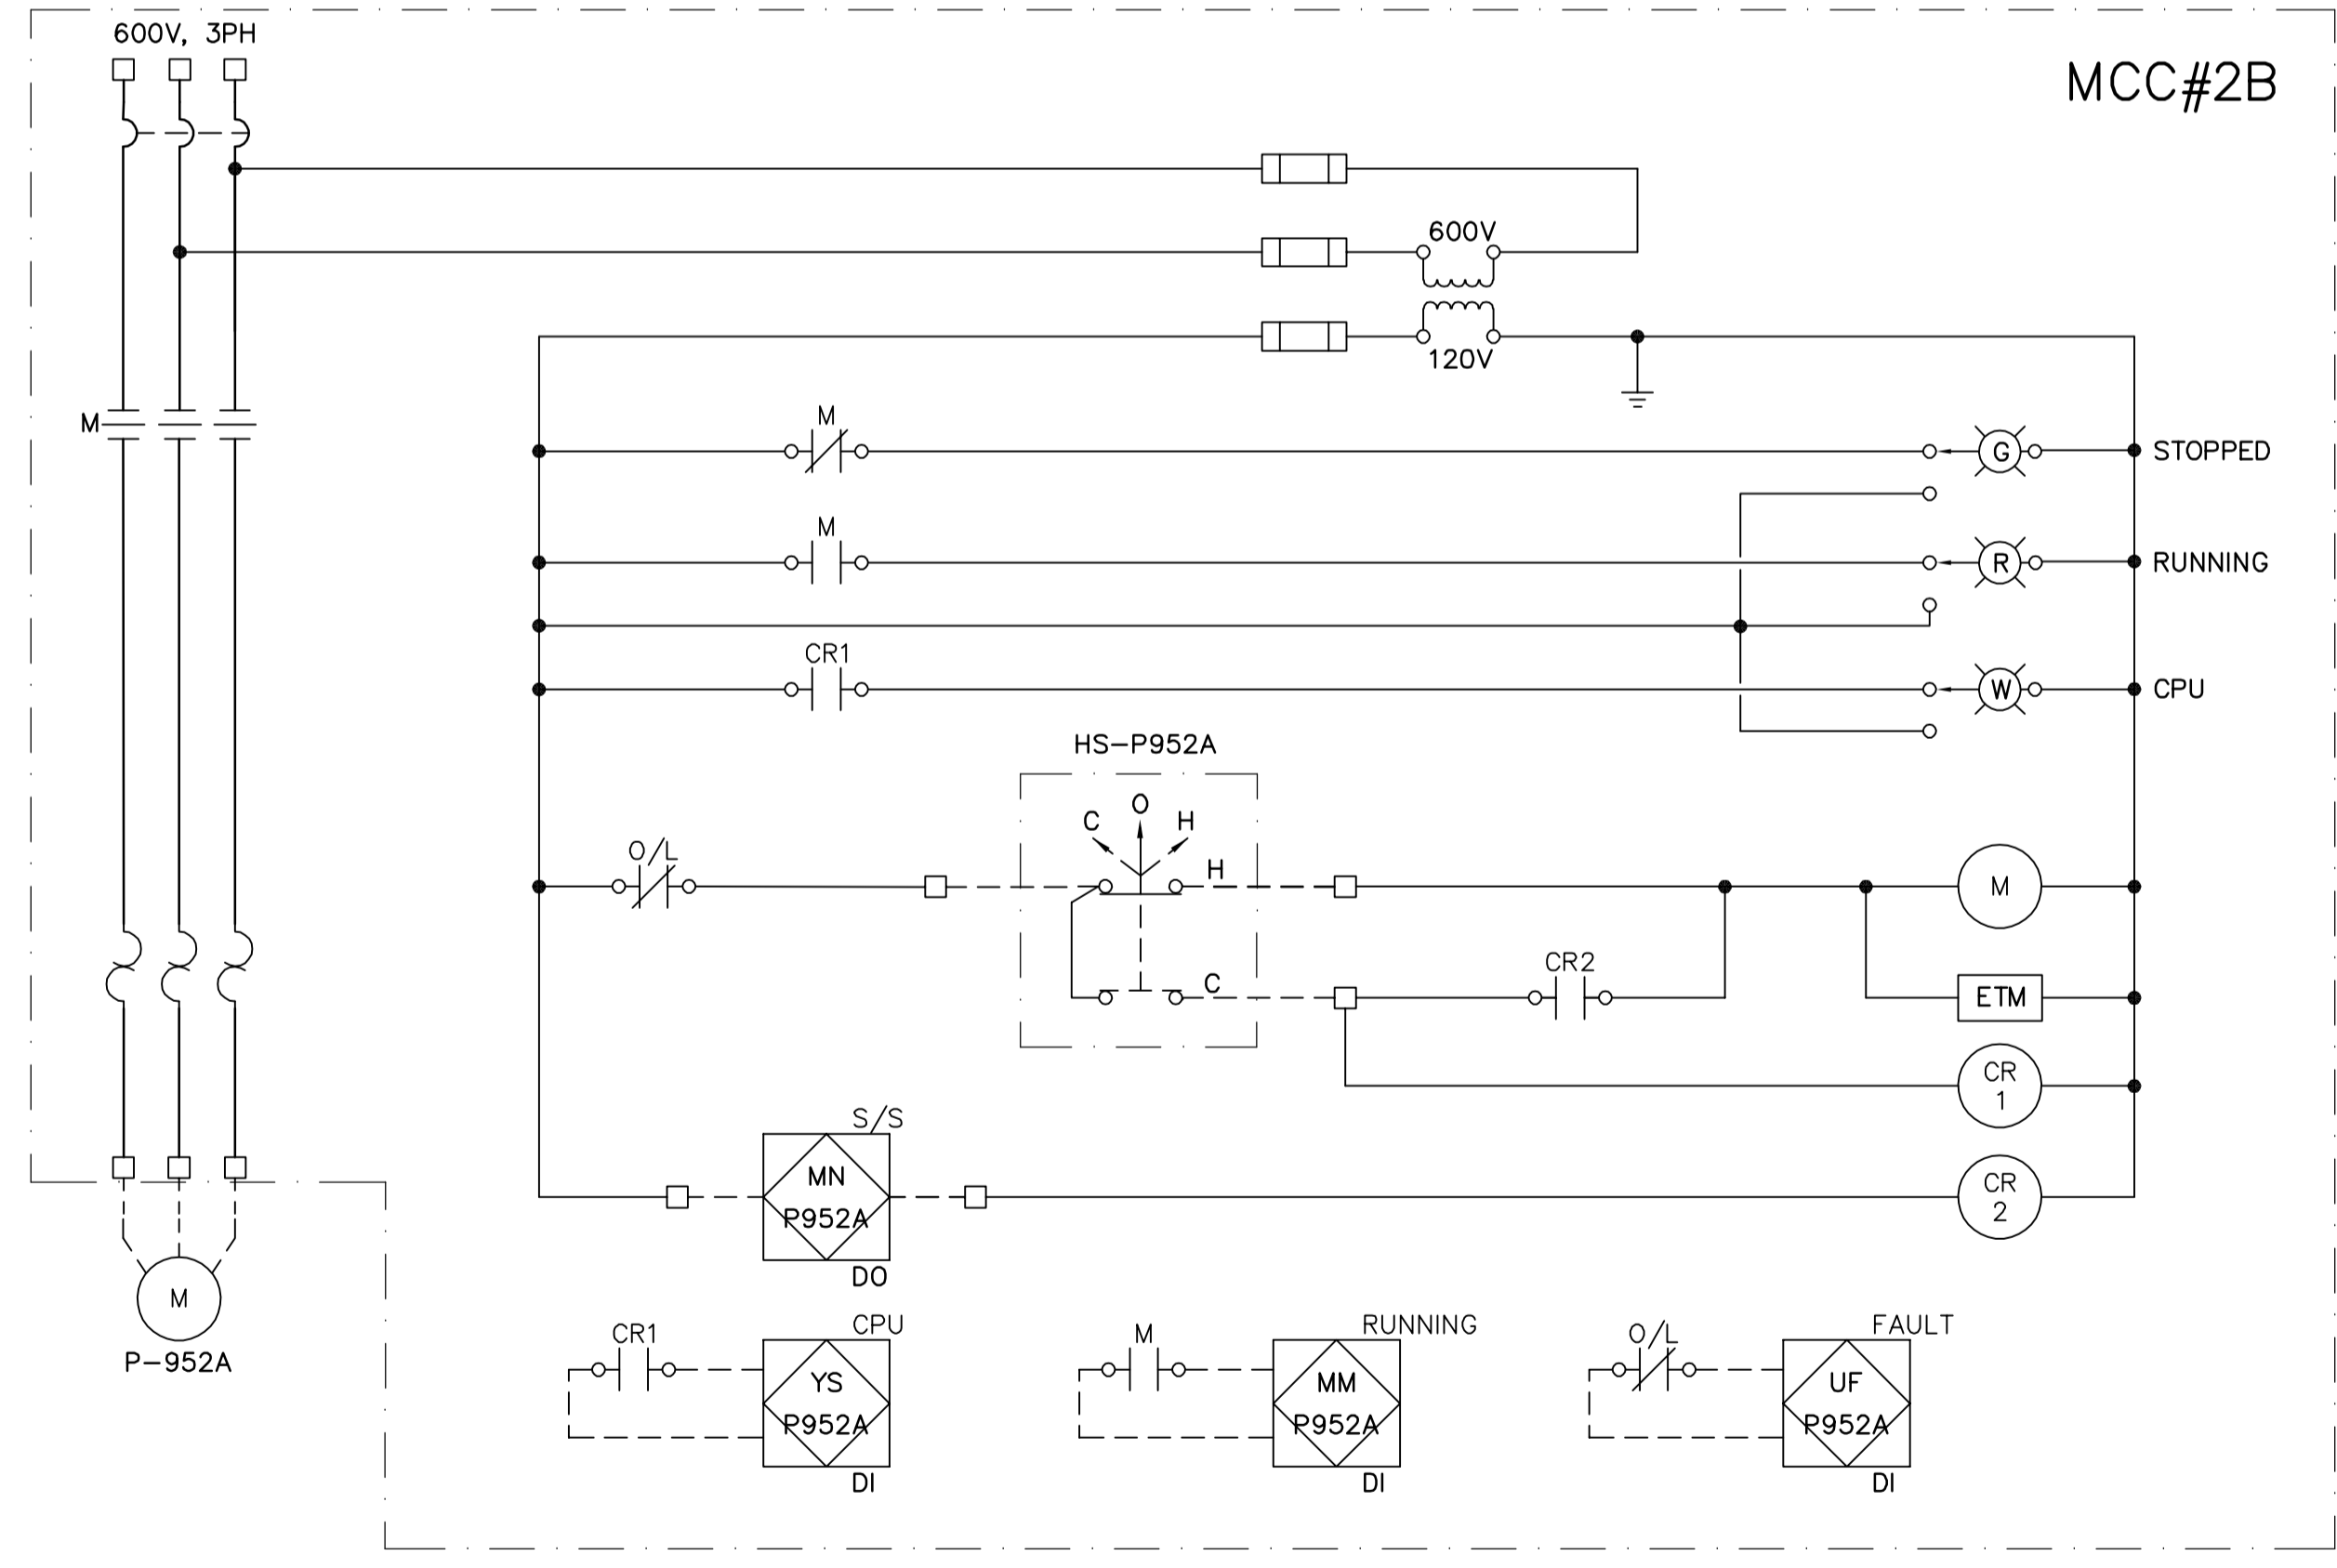 600V, 3PH
MCC#2B
600V
120V
M
M
G
STOPPED
M
R
RUNNING
CR1
W
CPU
HS-P952A
C
O
H
O/L
H
M
C
CR2
ETM
CR
1
S/S
MN
P952A
DO
CR
2
M
P-952A
CR1
CPU
YS
P952A
DI
M
RUNNING
MM
P952A
DI
O/L
FAULT
UF
P952A
DI